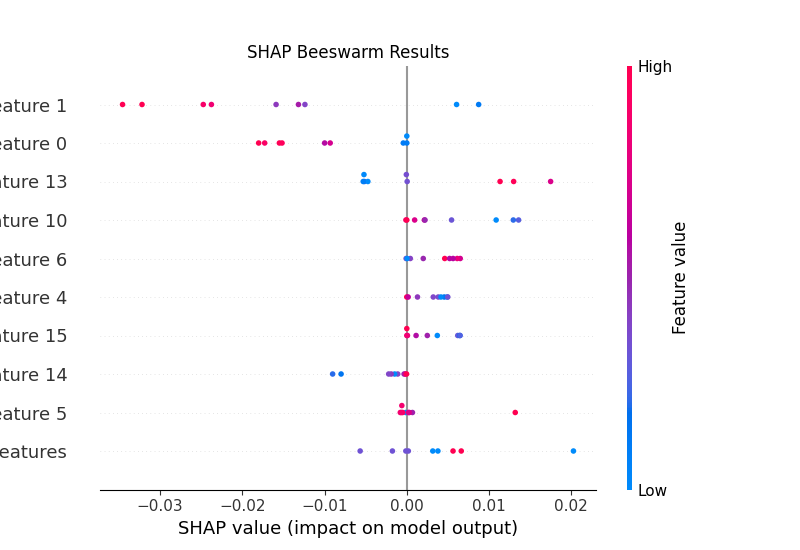 SHAP Beeswarm Results
High
eature 1
eature 0
ature 13
ature 10
eature 6
eature 4
ature 15
ature 14
eature 5
eatures
Feature value
Low
−0.03 −0.02 −0.01 0.00 0.01 0.02
SHAP value (impact on model output)